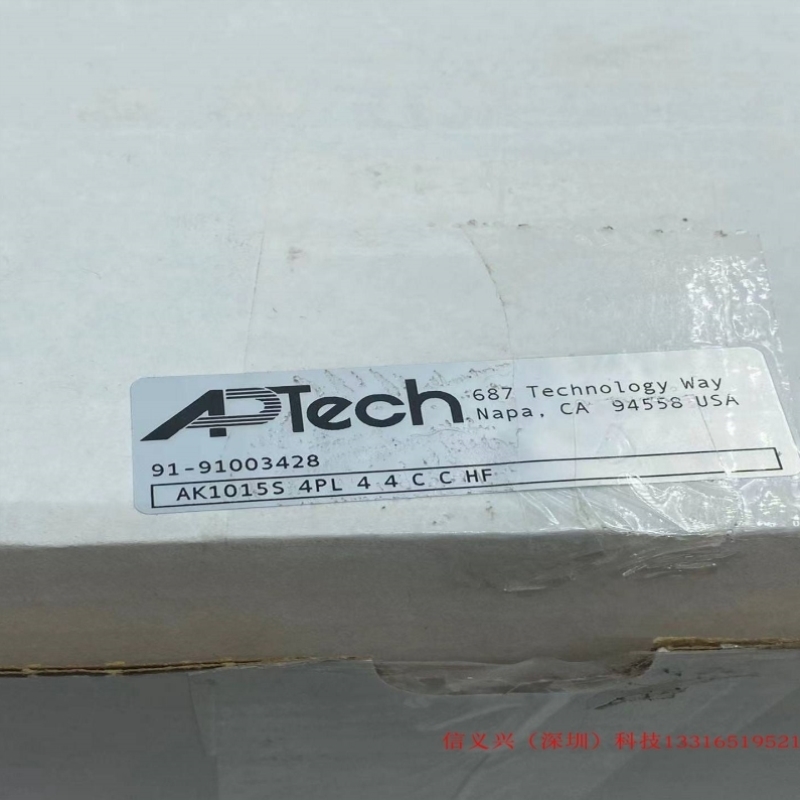 APTech
687 Technology Way
Napa, CA 94558 USA
91-91003428
AK1015S 4PL 4 4 C C HF
信义兴（深圳）科技13316519521